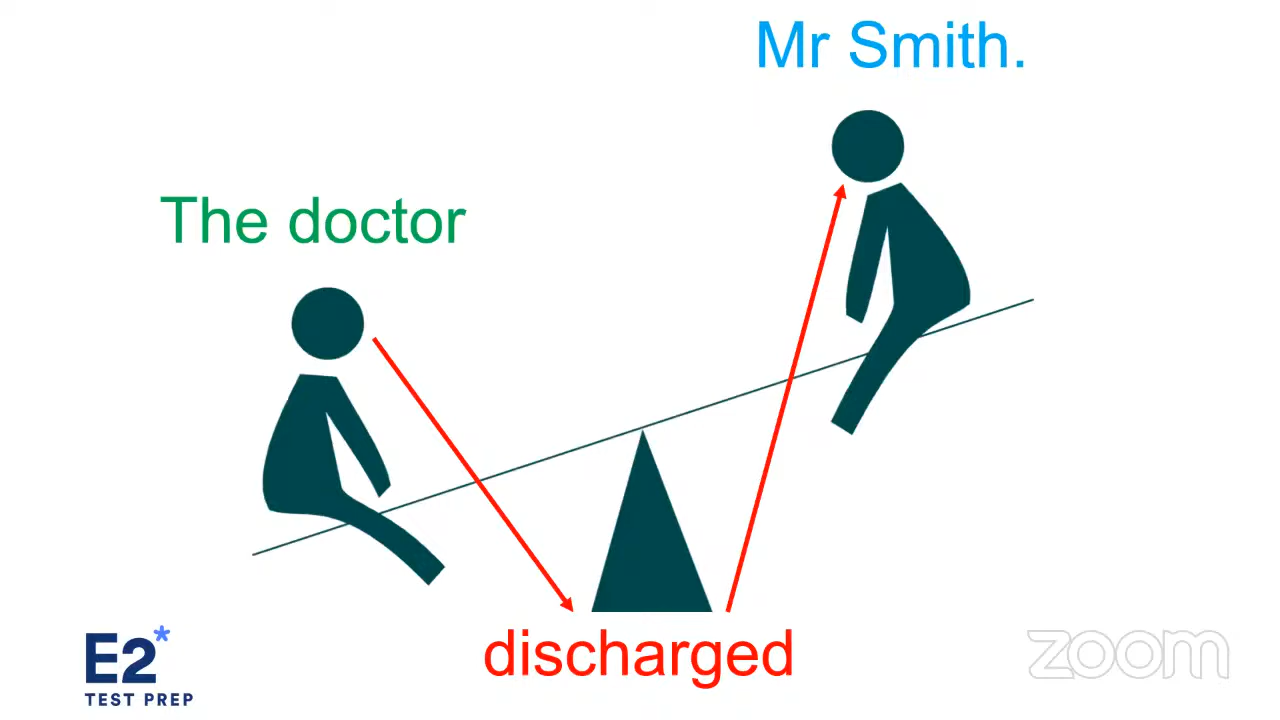 Mr Smith.
The doctor
discharged
E2*
TEST PREP
zoom